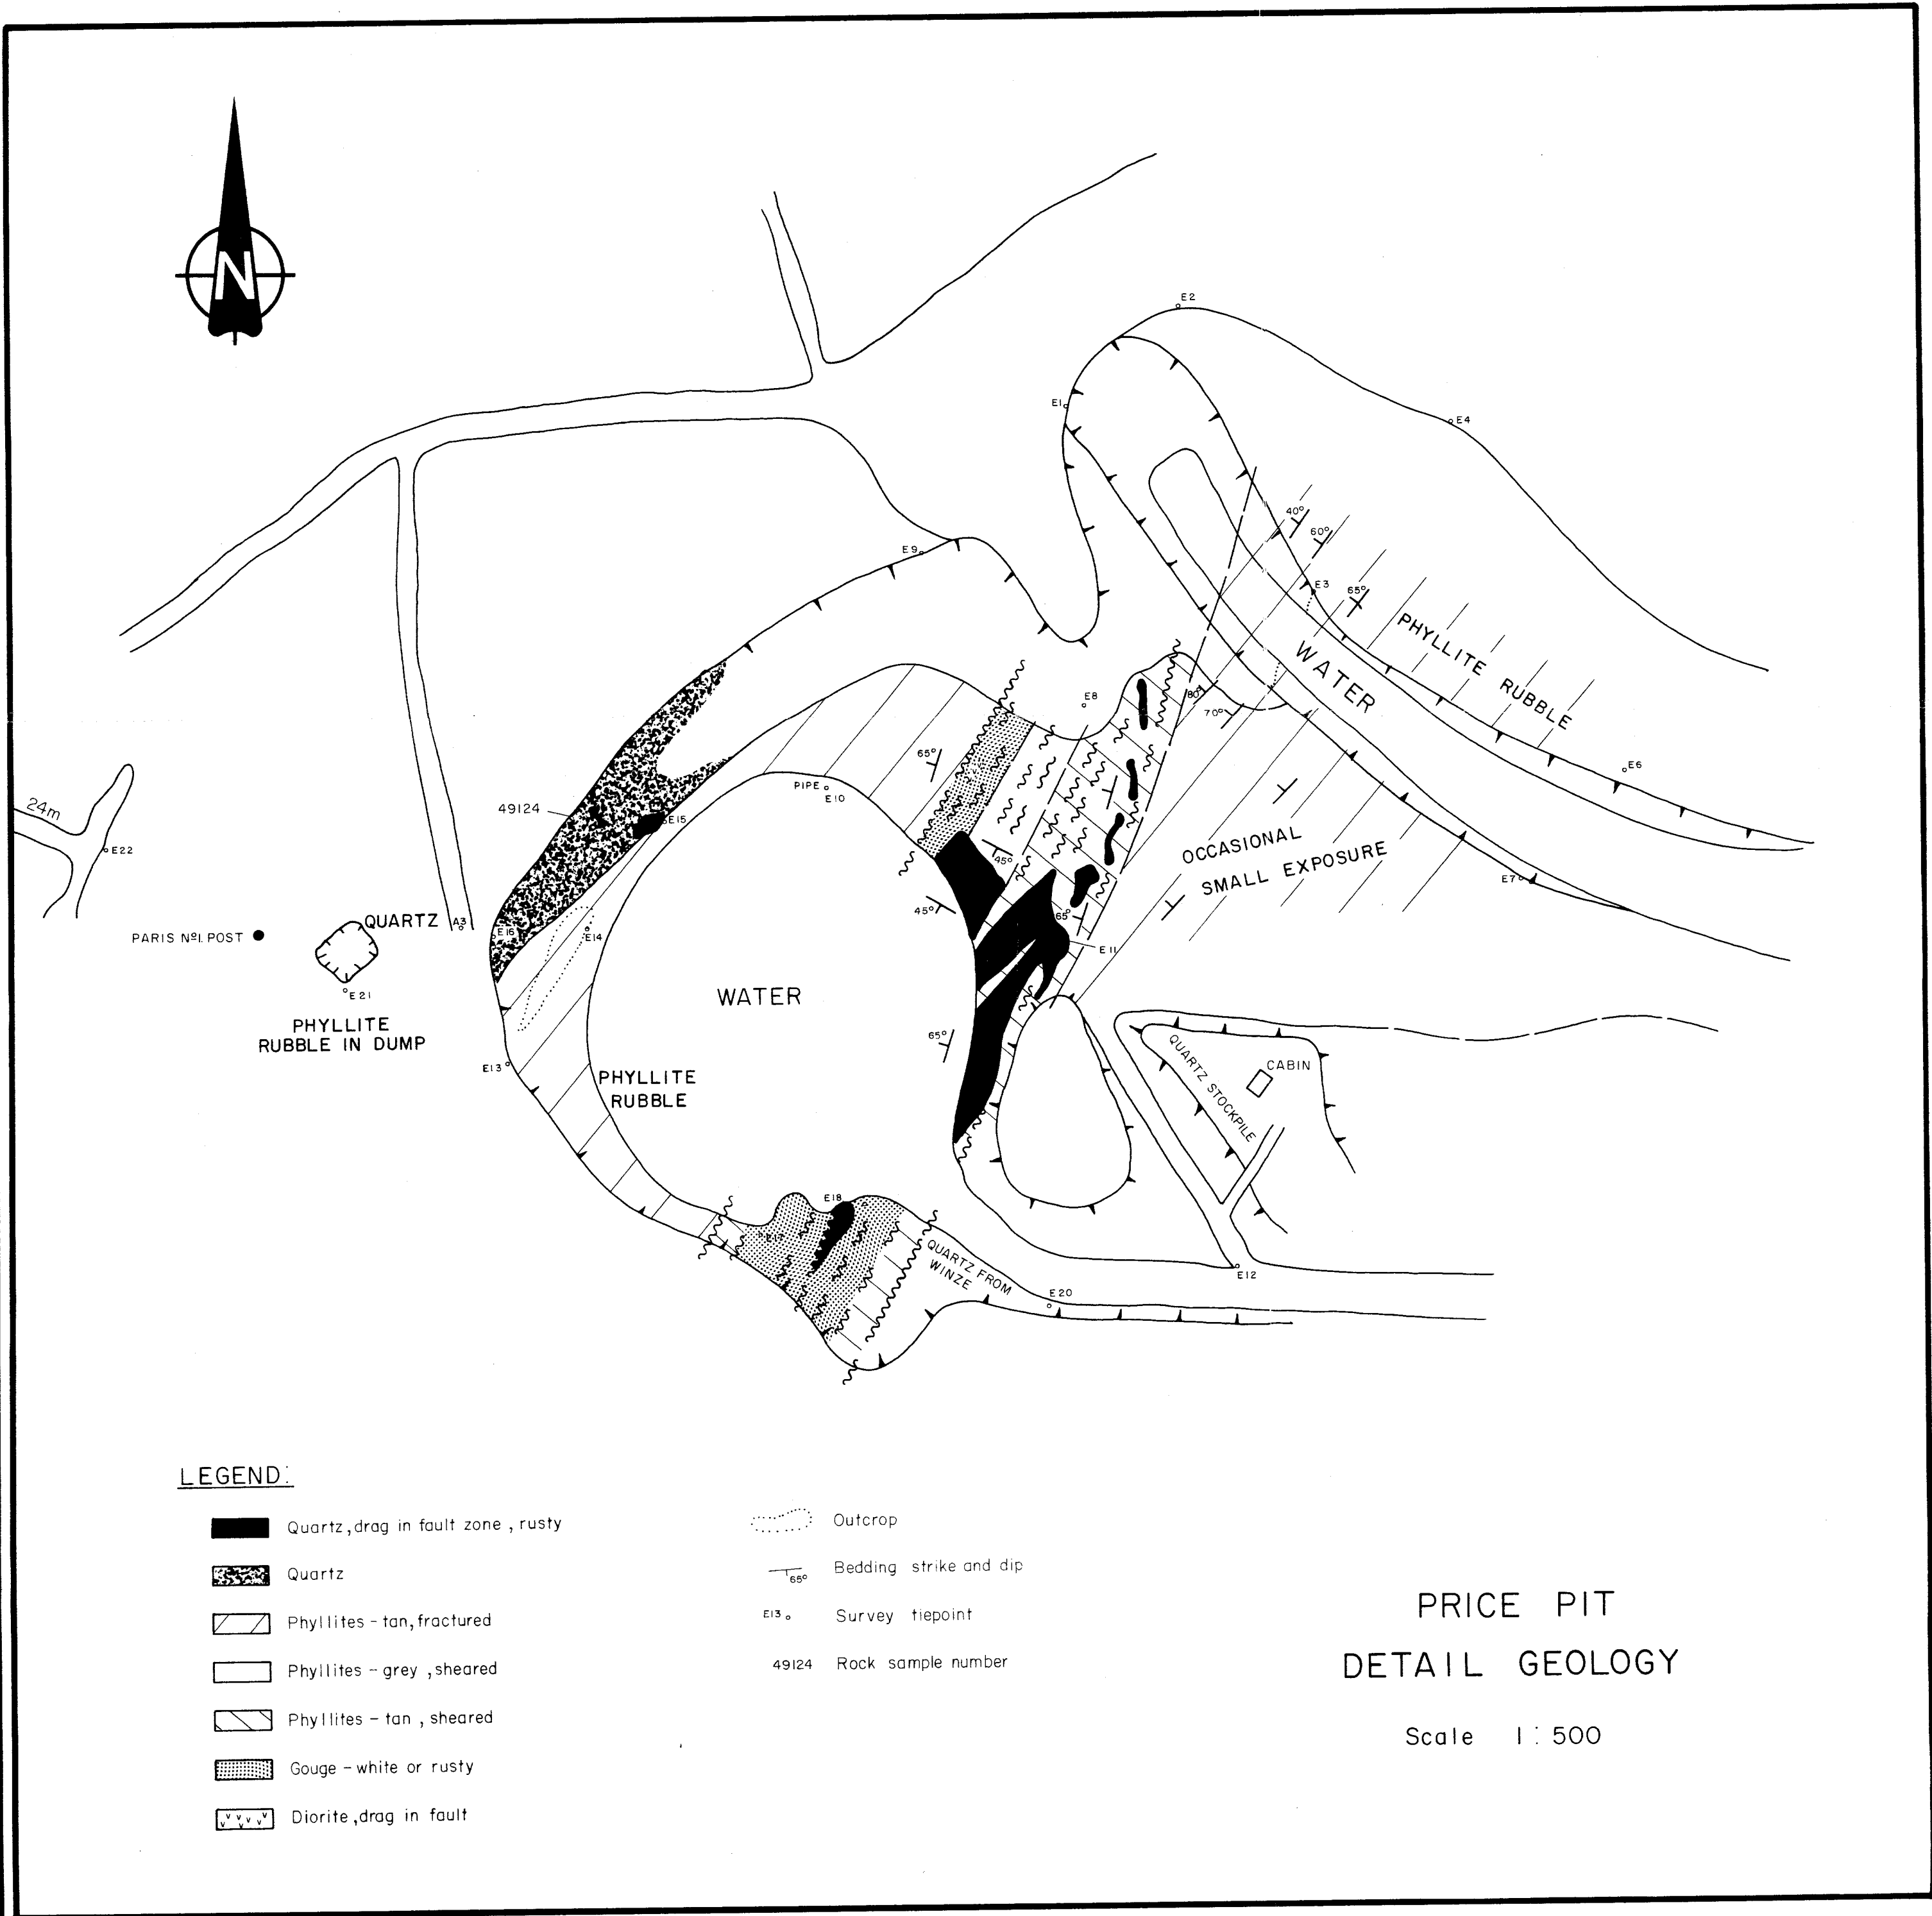 N
E2
E1
E4
40°
60°
E9
E3
65°
PHYLLITE RUBBLE
WATER
E8
80°
70°
65°
PIPE
E10
E6
49124
E15
24m
E22
45°
OCCASIONAL
SMALL EXPOSURE
E7
45°
65°
PARIS Nº1. POST
QUARTZ
A3
E16
E14
E11
E21
WATER
PHYLLITE
RUBBLE IN DUMP
65°
E13
PHYLLITE
RUBBLE
QUARTZ STOCKPILE
CABIN
E18
E17
QUARTZ FROM
WINZE
E12
E20
LEGEND:
Quartz, drag in fault zone, rusty
Quartz
Phyllites - tan, fractured
Phyllites - grey, sheared
Phyllites - tan, sheared
Gouge - white or rusty
Diorite, drag in fault
Outcrop
65° Bedding strike and dip
E13 Survey tiepoint
49124 Rock sample number
PRICE PIT
DETAIL GEOLOGY
Scale 1:500